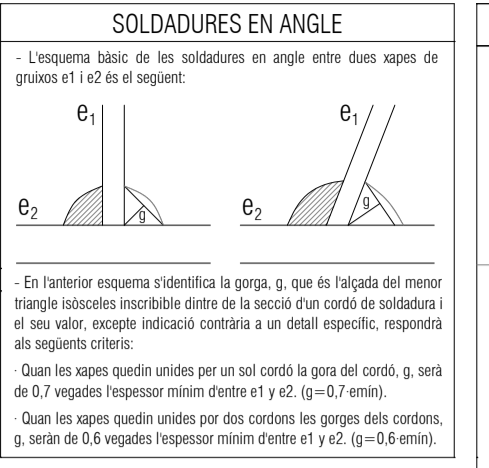 SOLDADURES EN ANGLE
- L'esquema bàsic de les soldadures en angle entre dues xapes de
gruixos e1 i e2 és el següent:
e1
e2
g
e1
e2
g
- En l'anterior esquema s'identifica la gorga, g, que és l'alçada del menor
triangle isòsceles inscribible dintre de la secció d'un cordó de soldadura i
el seu valor, excepte indicació contrària a un detall específic, respondrà
als següents criteris:
· Quan les xapes quedin unides per un sol cordó la gora del cordó, g, serà
de 0,7 vegades l'espessor mínim d'entre e1 y e2. (g=0,7·emín).
· Quan les xapes quedin unides por dos cordons les gorges dels cordons,
g, seràn de 0,6 vegades l'espessor mínim d'entre e1 y e2. (g=0,6·emín).